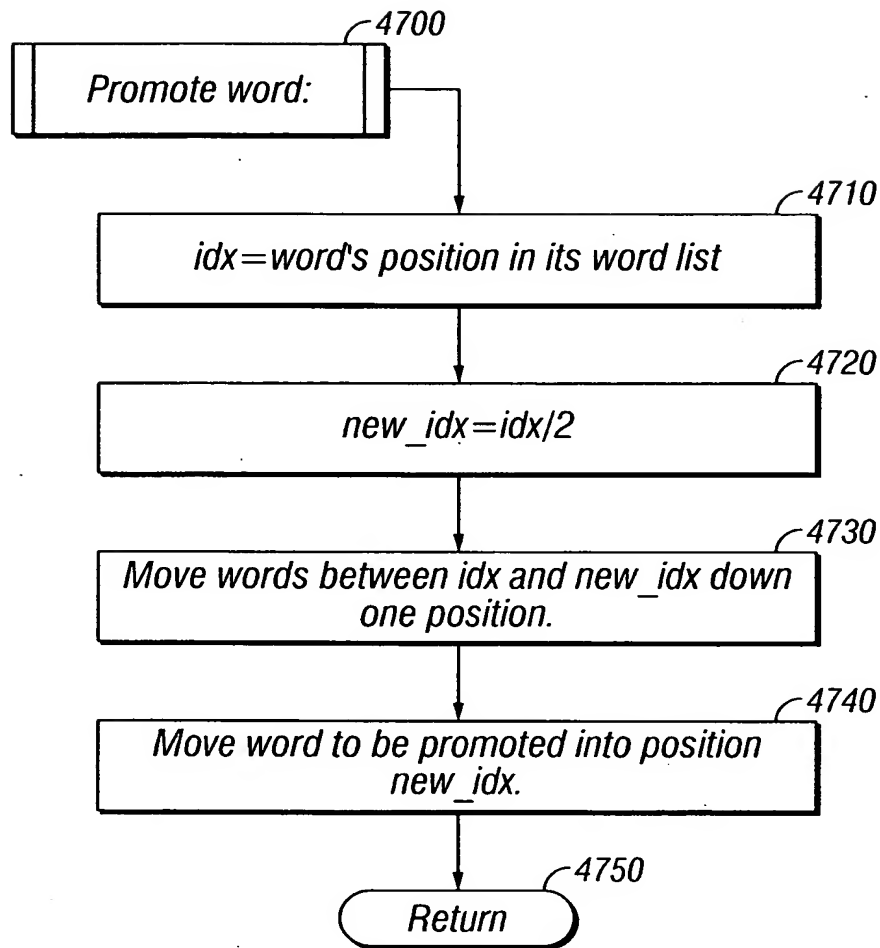 4700
Promote word:
4710
idx=word's position in its word list
4720
new_idx=idx/2
4730
Move words between idx and new_idx down
one position.
4740
Move word to be promoted into position
new_idx.
4750
Return